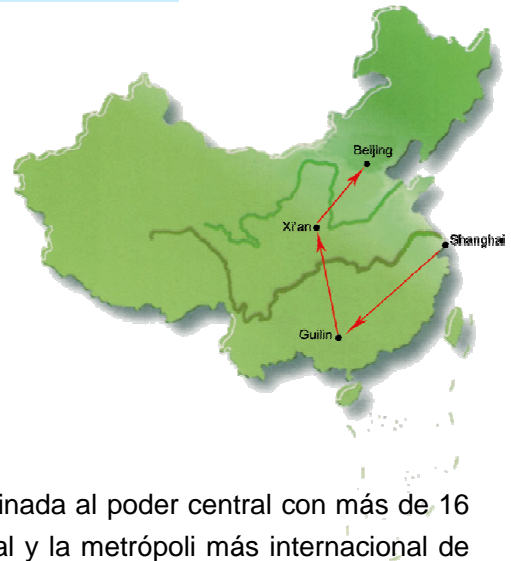 Beijing
Xi'an
Shanghai
Guilin
inada al poder central con más de 16
al y la metrópoli más internacional de